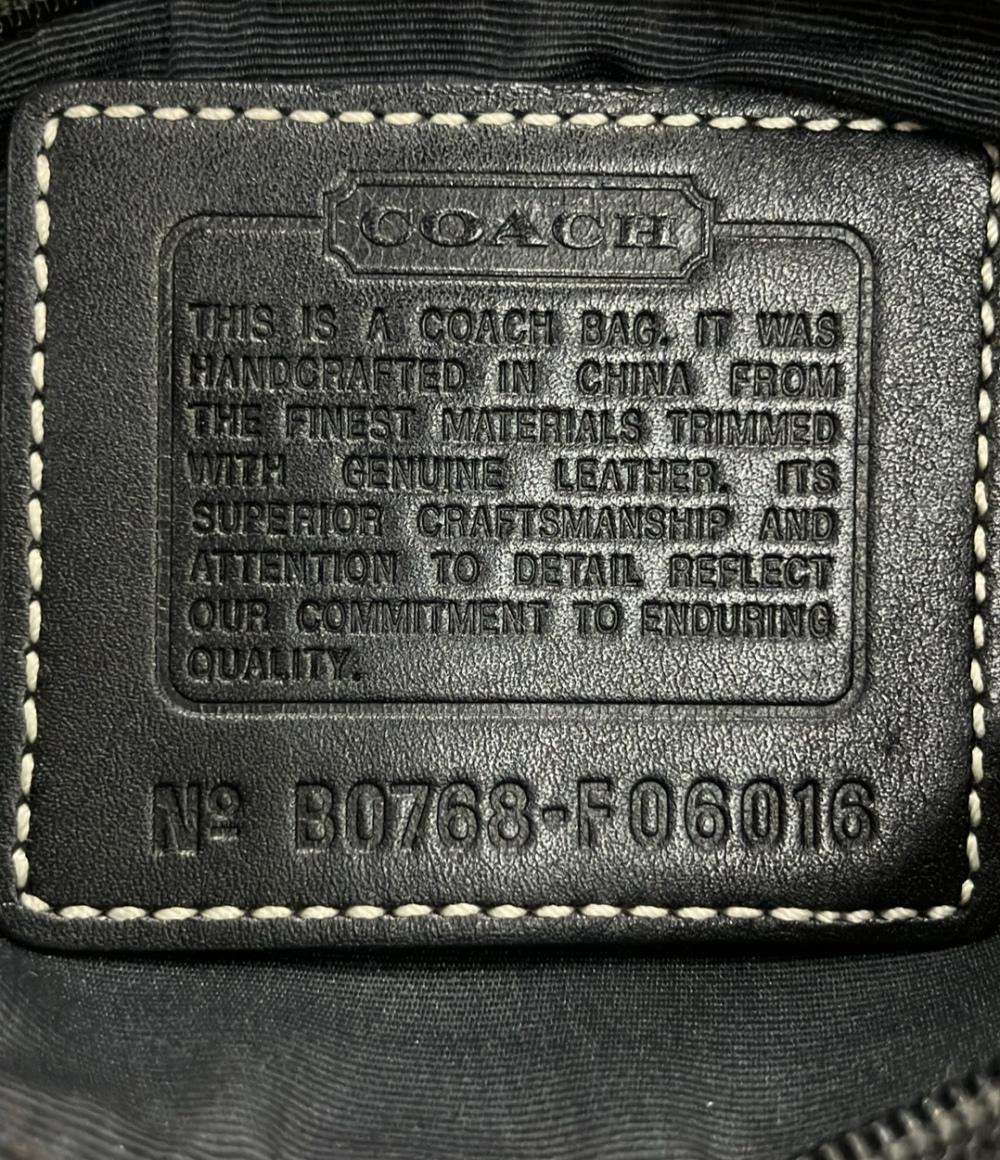 COACH
THIS IS A COACH BAG. IT WAS
HANDCRAFTED IN CHINA FROM
THE FINEST MATERIALS TRIMMED
WITH GENUINE LEATHER. ITS
SUPERIOR CRAFTSMANSHIP AND
ATTENTION TO DETAIL REFLECT
OUR COMMITMENT TO ENDURING
QUALITY.
Nº B0768-F06016